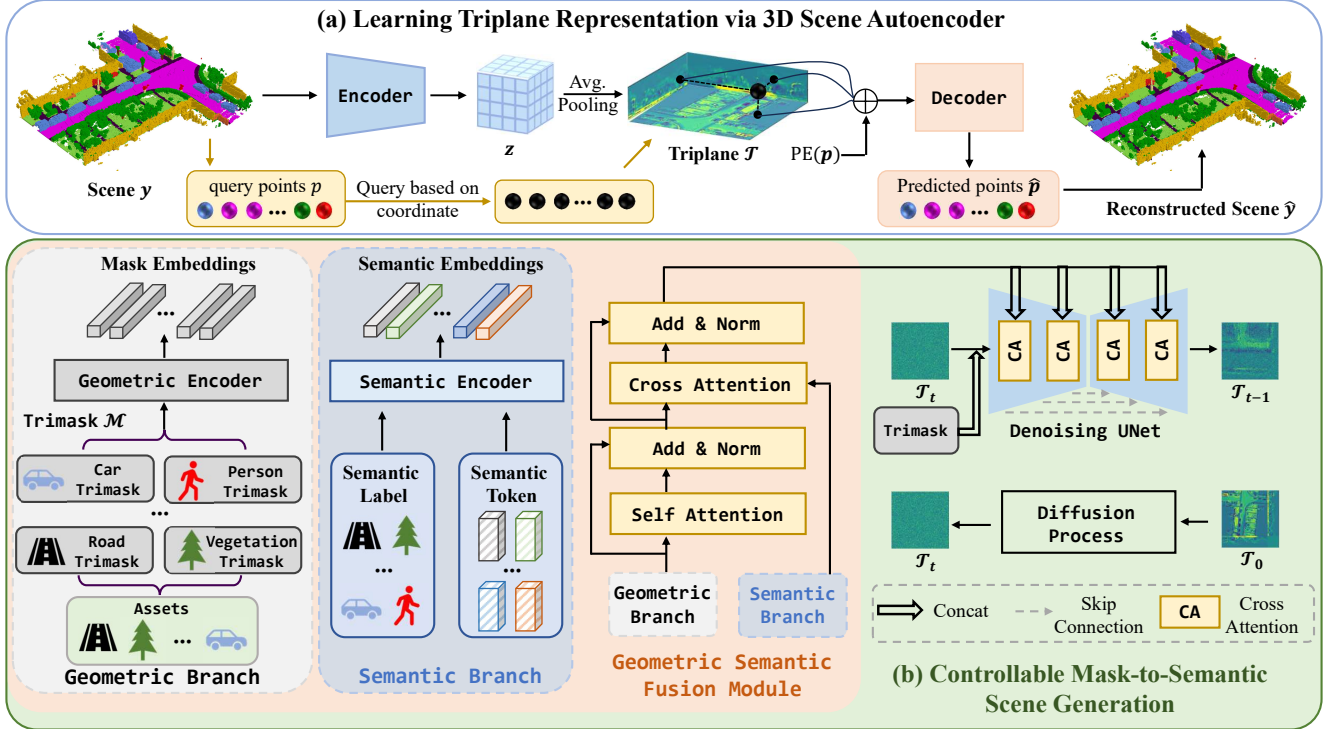 (a) Learning Triplane Representation via 3D Scene Autoencoder
Scene y
Encoder
z
Avg.
Pooling
Triplane 𝒯
PE(p)
Decoder
query points p
...
Query based on
coordinate
...
Predicted points p̂
...
Reconstructed Scene ŷ
Mask Embeddings
...
Geometric Encoder
Trimask ℳ
Car
Trimask
Person
Trimask
...
Road
Trimask
Vegetation
Trimask
Assets
...
Geometric Branch
Semantic Embeddings
...
Semantic Encoder
Semantic
Label
...
Semantic
Token
...
Semantic Branch
Add & Norm
Cross Attention
Add & Norm
Self Attention
Geometric
Branch
Semantic
Branch
Geometric Semantic
Fusion Module
𝒯t
Trimask
CA
CA
CA
CA
Denoising UNet
𝒯t−1
𝒯t
Diffusion
Process
𝒯0
Concat
Skip
Connection
CA
Cross
Attention
(b) Controllable Mask-to-Semantic
Scene Generation